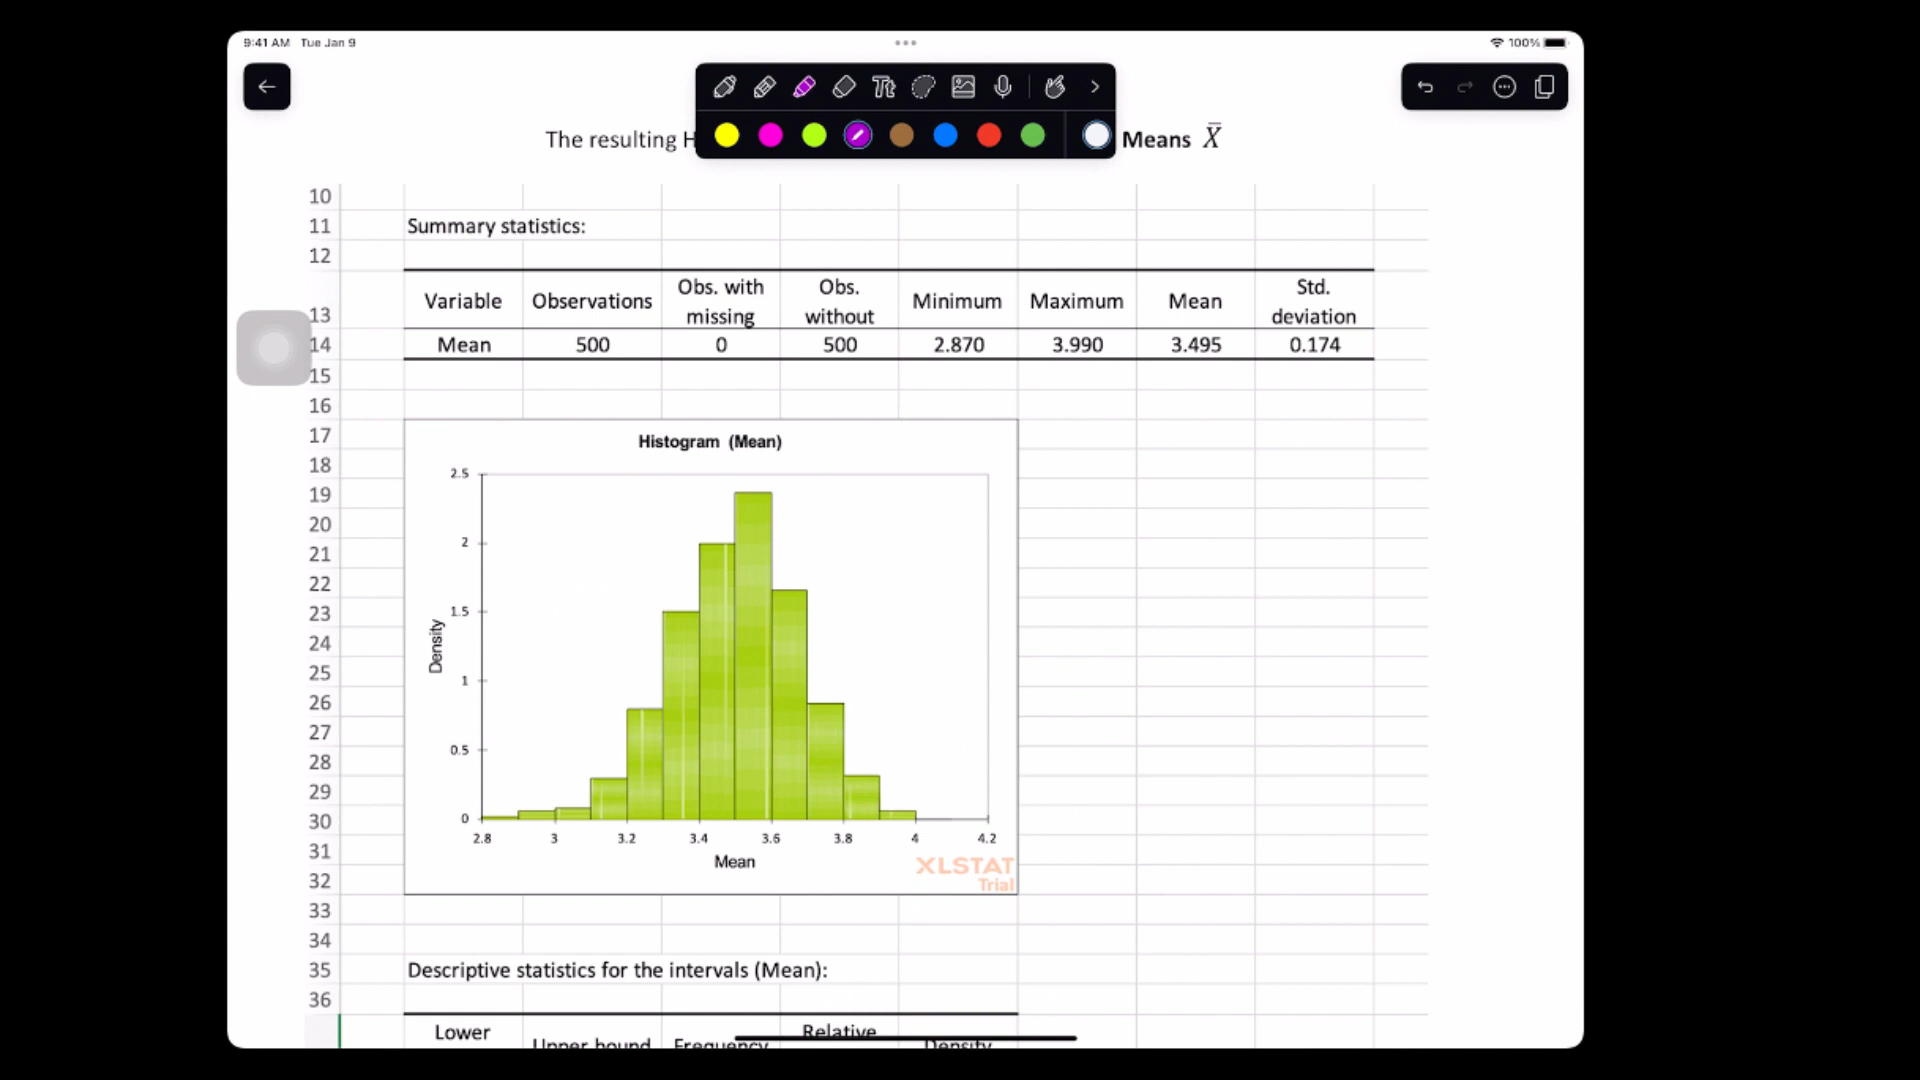 9:41 AM Tue Jan 9
100%
Tt
The resulting H
Means X̄
10
11 Summary statistics:
12
13 Variable Observations Obs. with missing Obs. without Minimum Maximum Mean Std. deviation
14 Mean 500 0 500 2.870 3.990 3.495 0.174
15
16
17
18
19
20
21
22
23
24
25
26
27
28
29
30
31
32
33
34
Histogram (Mean)
2.5
2
1.5
1
0.5
0
Density
2.8 3 3.2 3.4 3.6 3.8 4 4.2
Mean
XLSTAT
Trial
35 Descriptive statistics for the intervals (Mean):
36
Lower Relative
Upper bound Frequency Density